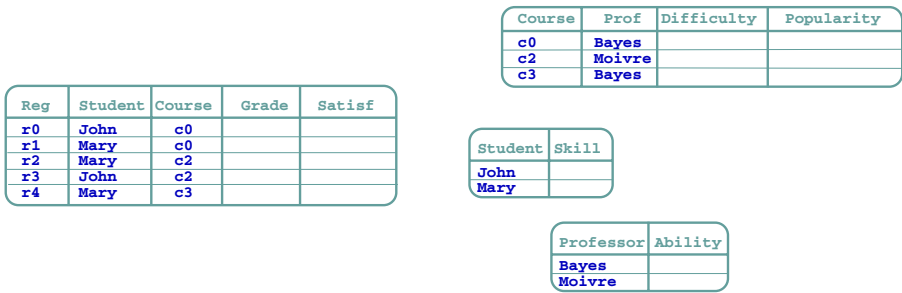 Course Prof Difficulty Popularity
c0 Bayes
c2 Moivre
c3 Bayes
Reg Student Course Grade Satisf
r0 John c0
r1 Mary c0
r2 Mary c2
r3 John c2
r4 Mary c3
Student Skill
John
Mary
Professor Ability
Bayes
Moivre